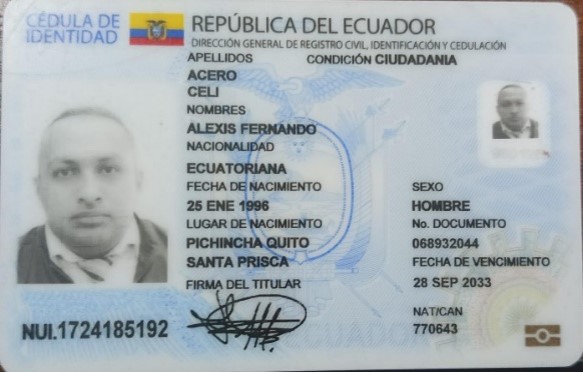 CÉDULA DE IDENTIDAD
REPÚBLICA DEL ECUADOR
DIRECCIÓN GENERAL DE REGISTRO CIVIL, IDENTIFICACIÓN Y CEDULACIÓN
APELLIDOS CONDICIÓN CIUDADANIA
ACERO
CELI
NOMBRES
ALEXIS FERNANDO
NACIONALIDAD
ECUATORIANA
FECHA DE NACIMIENTO
25 ENE 1996
LUGAR DE NACIMIENTO
PICHINCHA QUITO
SANTA PRISCA
FIRMA DEL TITULAR
SEXO
HOMBRE
No. DOCUMENTO
068932044
FECHA DE VENCIMIENTO
28 SEP 2033
NAT/CAN
770643
NUI.1724185192
ECUADOR